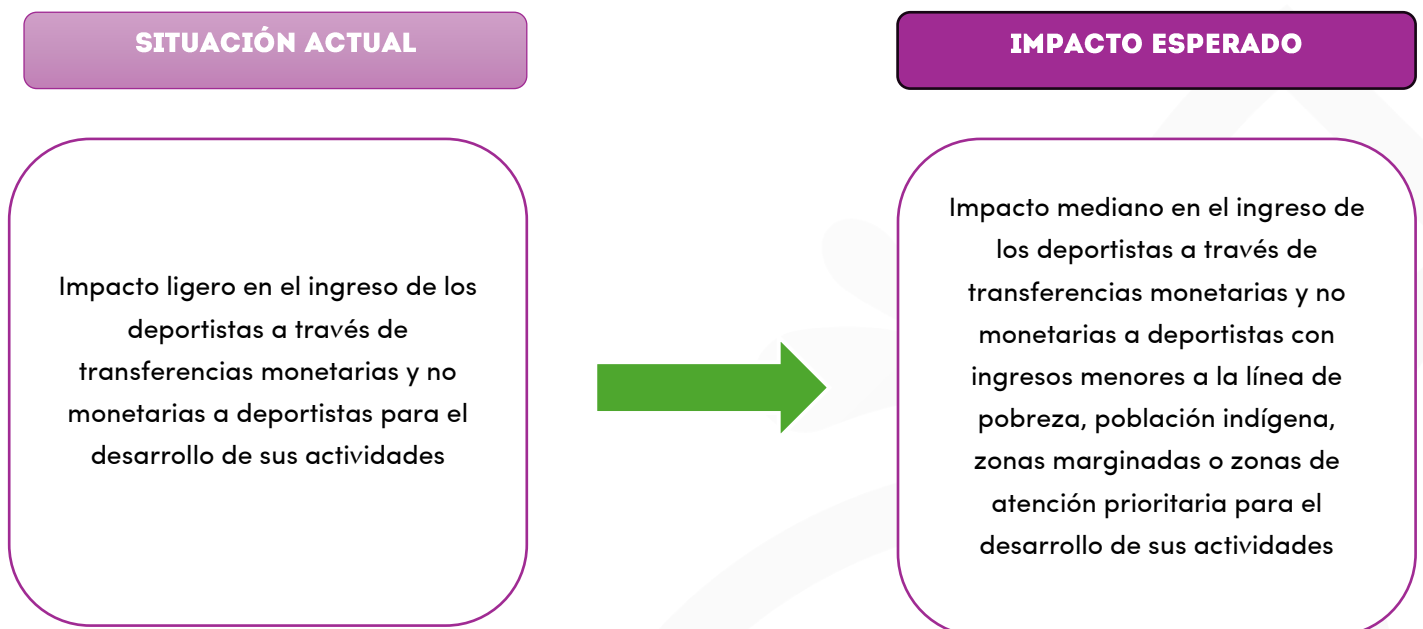 SITUACIÓN ACTUAL
Impacto ligero en el ingreso de los
deportistas a través de
transferencias monetarias y no
monetarias a deportistas para el
desarrollo de sus actividades
IMPACTO ESPERADO
Impacto mediano en el ingreso de
los deportistas a través de
transferencias monetarias y no
monetarias a deportistas con
ingresos menores a la línea de
pobreza, población indígena,
zonas marginadas o zonas de
atención prioritaria para el
desarrollo de sus actividades